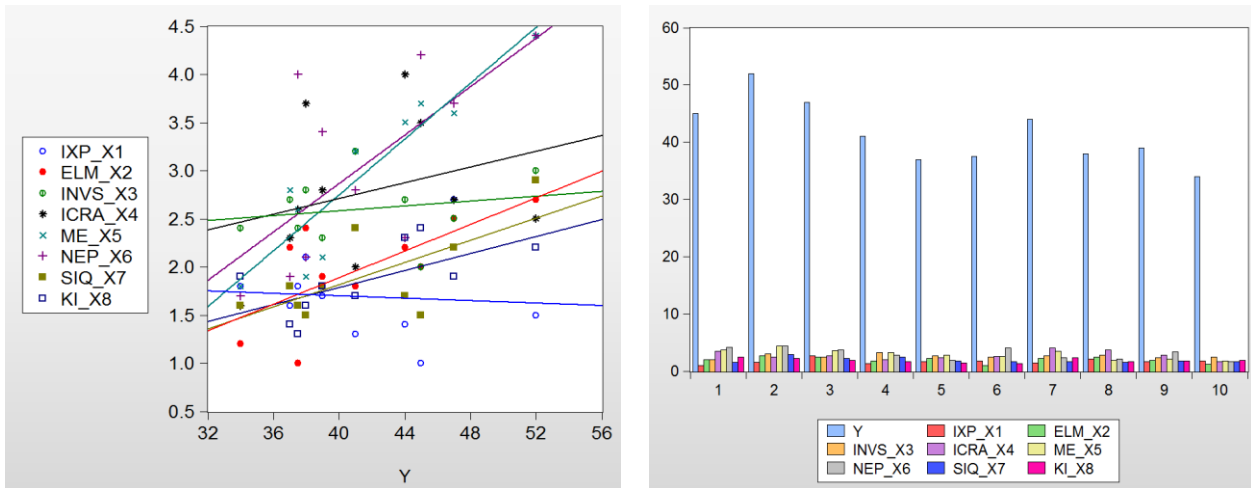 4.5
4.0
3.5
3.0
2.5
2.0
1.5
1.0
0.5
32 36 40 44 48 52 56
Y
IXP_X1
ELM_X2
INVS_X3
ICRA_X4
ME_X5
NEP_X6
SIQ_X7
KI_X8
60
50
40
30
20
10
0
1 2 3 4 5 6 7 8 9 10
Y IXP_X1 ELM_X2
INVS_X3 ICRA_X4 ME_X5
NEP_X6 SIQ_X7 KI_X8